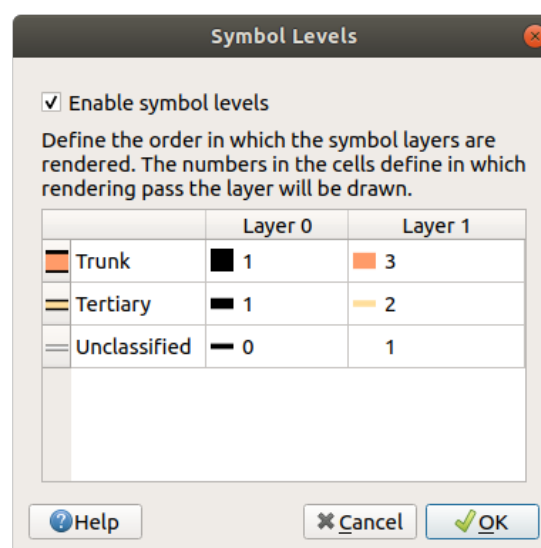 Symbol Levels
Enable symbol levels
Define the order in which the symbol layers are
rendered. The numbers in the cells define in which
rendering pass the layer will be drawn.
Layer 0 Layer 1
Trunk 1 3
Tertiary 1 2
Unclassified 0 1
Help Cancel OK